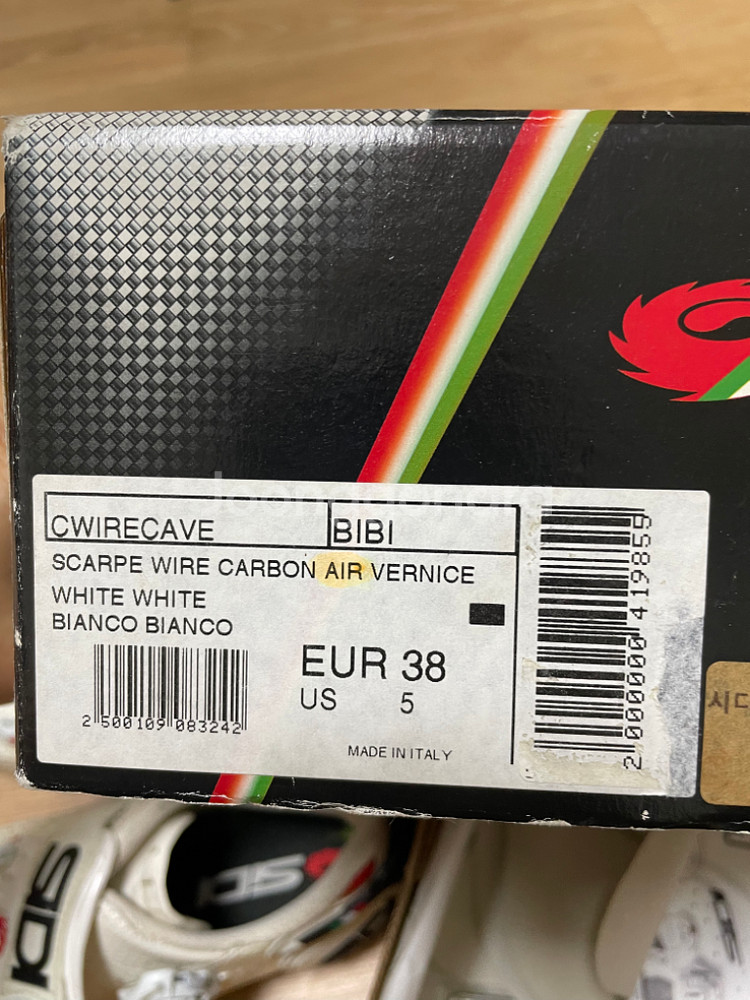 CWIRECAVE BIBI
SCARPE WIRE CARBON AIR VERNICE
WHITE WHITE
BIANCO BIANCO
EUR 38
US 5
2 500109 083242
MADE IN ITALY
2 000000 419855
시디
SIDI
SIDI